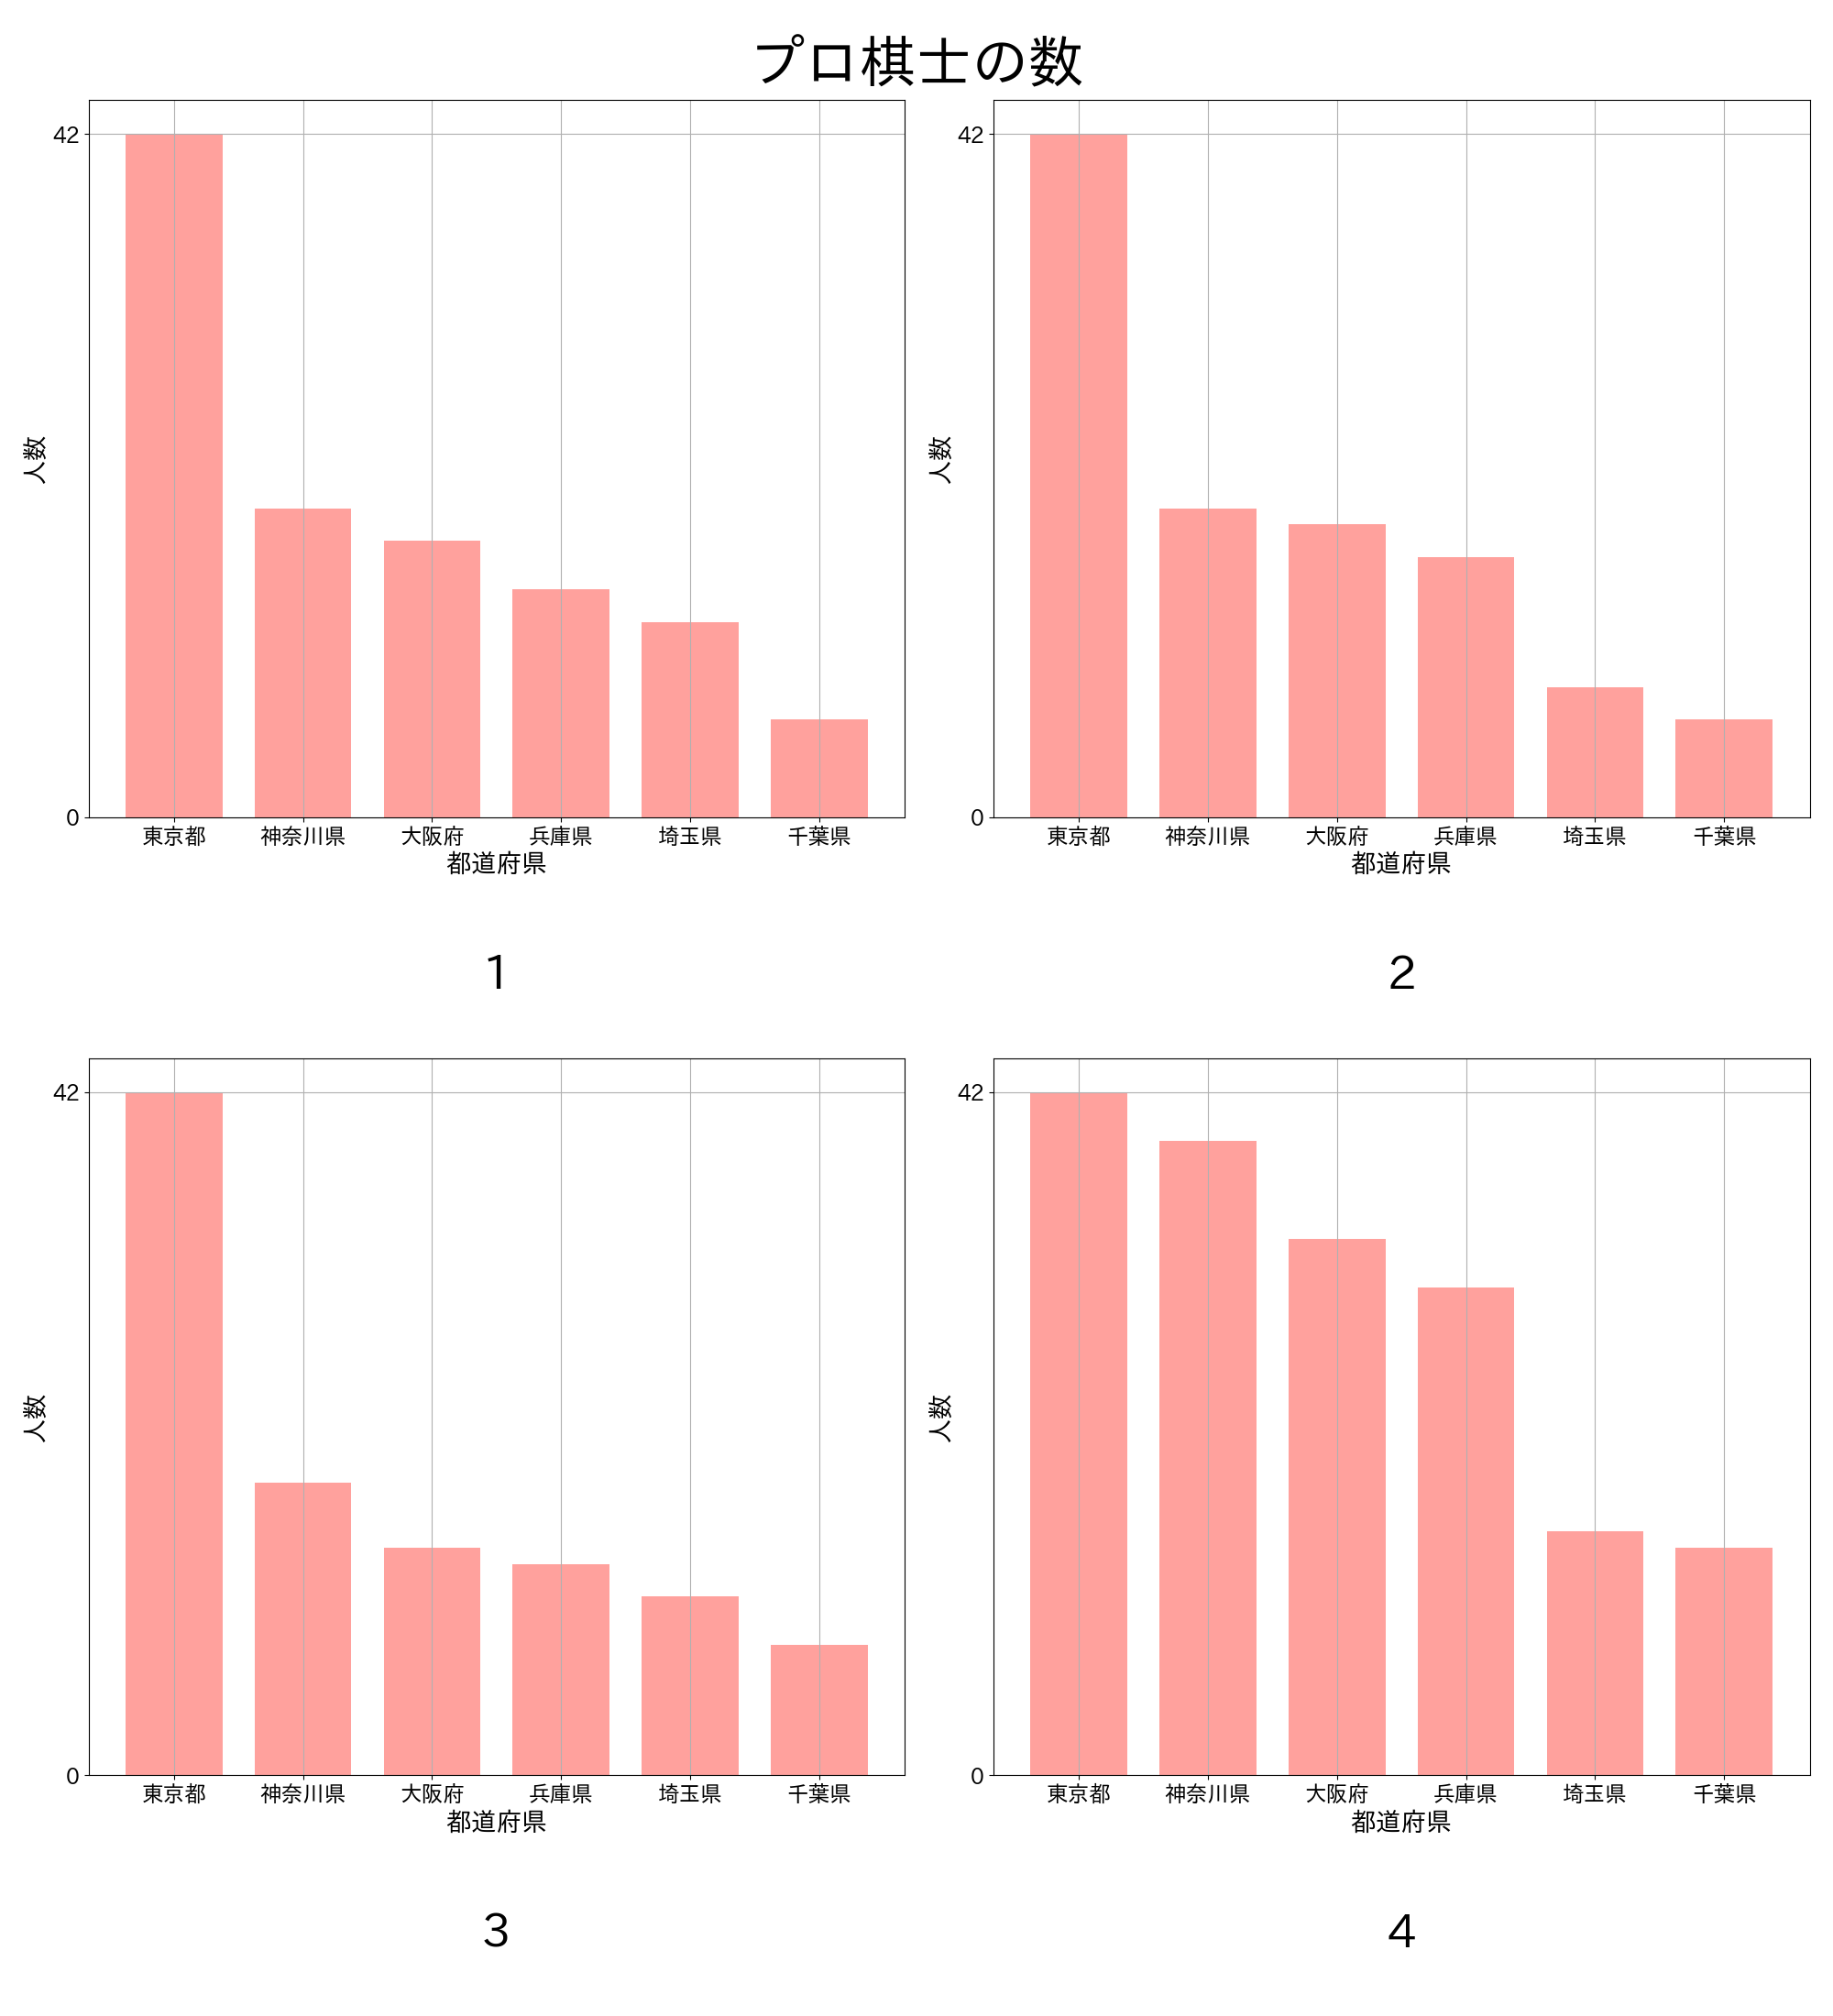 プロ棋士の数
42
0
人数
東京都 神奈川県 大阪府 兵庫県 埼玉県 千葉県
都道府県
1
42
0
人数
東京都 神奈川県 大阪府 兵庫県 埼玉県 千葉県
都道府県
2
42
0
人数
東京都 神奈川県 大阪府 兵庫県 埼玉県 千葉県
都道府県
3
42
0
人数
東京都 神奈川県 大阪府 兵庫県 埼玉県 千葉県
都道府県
4